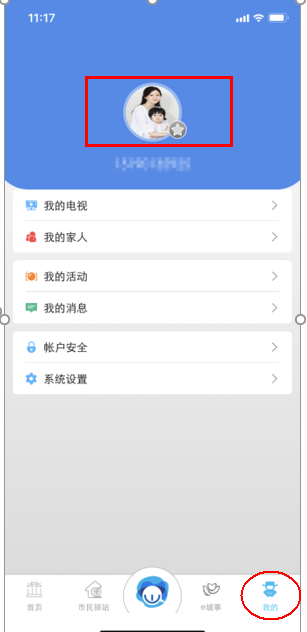 11:17
我的电视
我的家人
我的活动
我的消息
帐户安全
系统设置
首页
市民驿站
e城事
我的